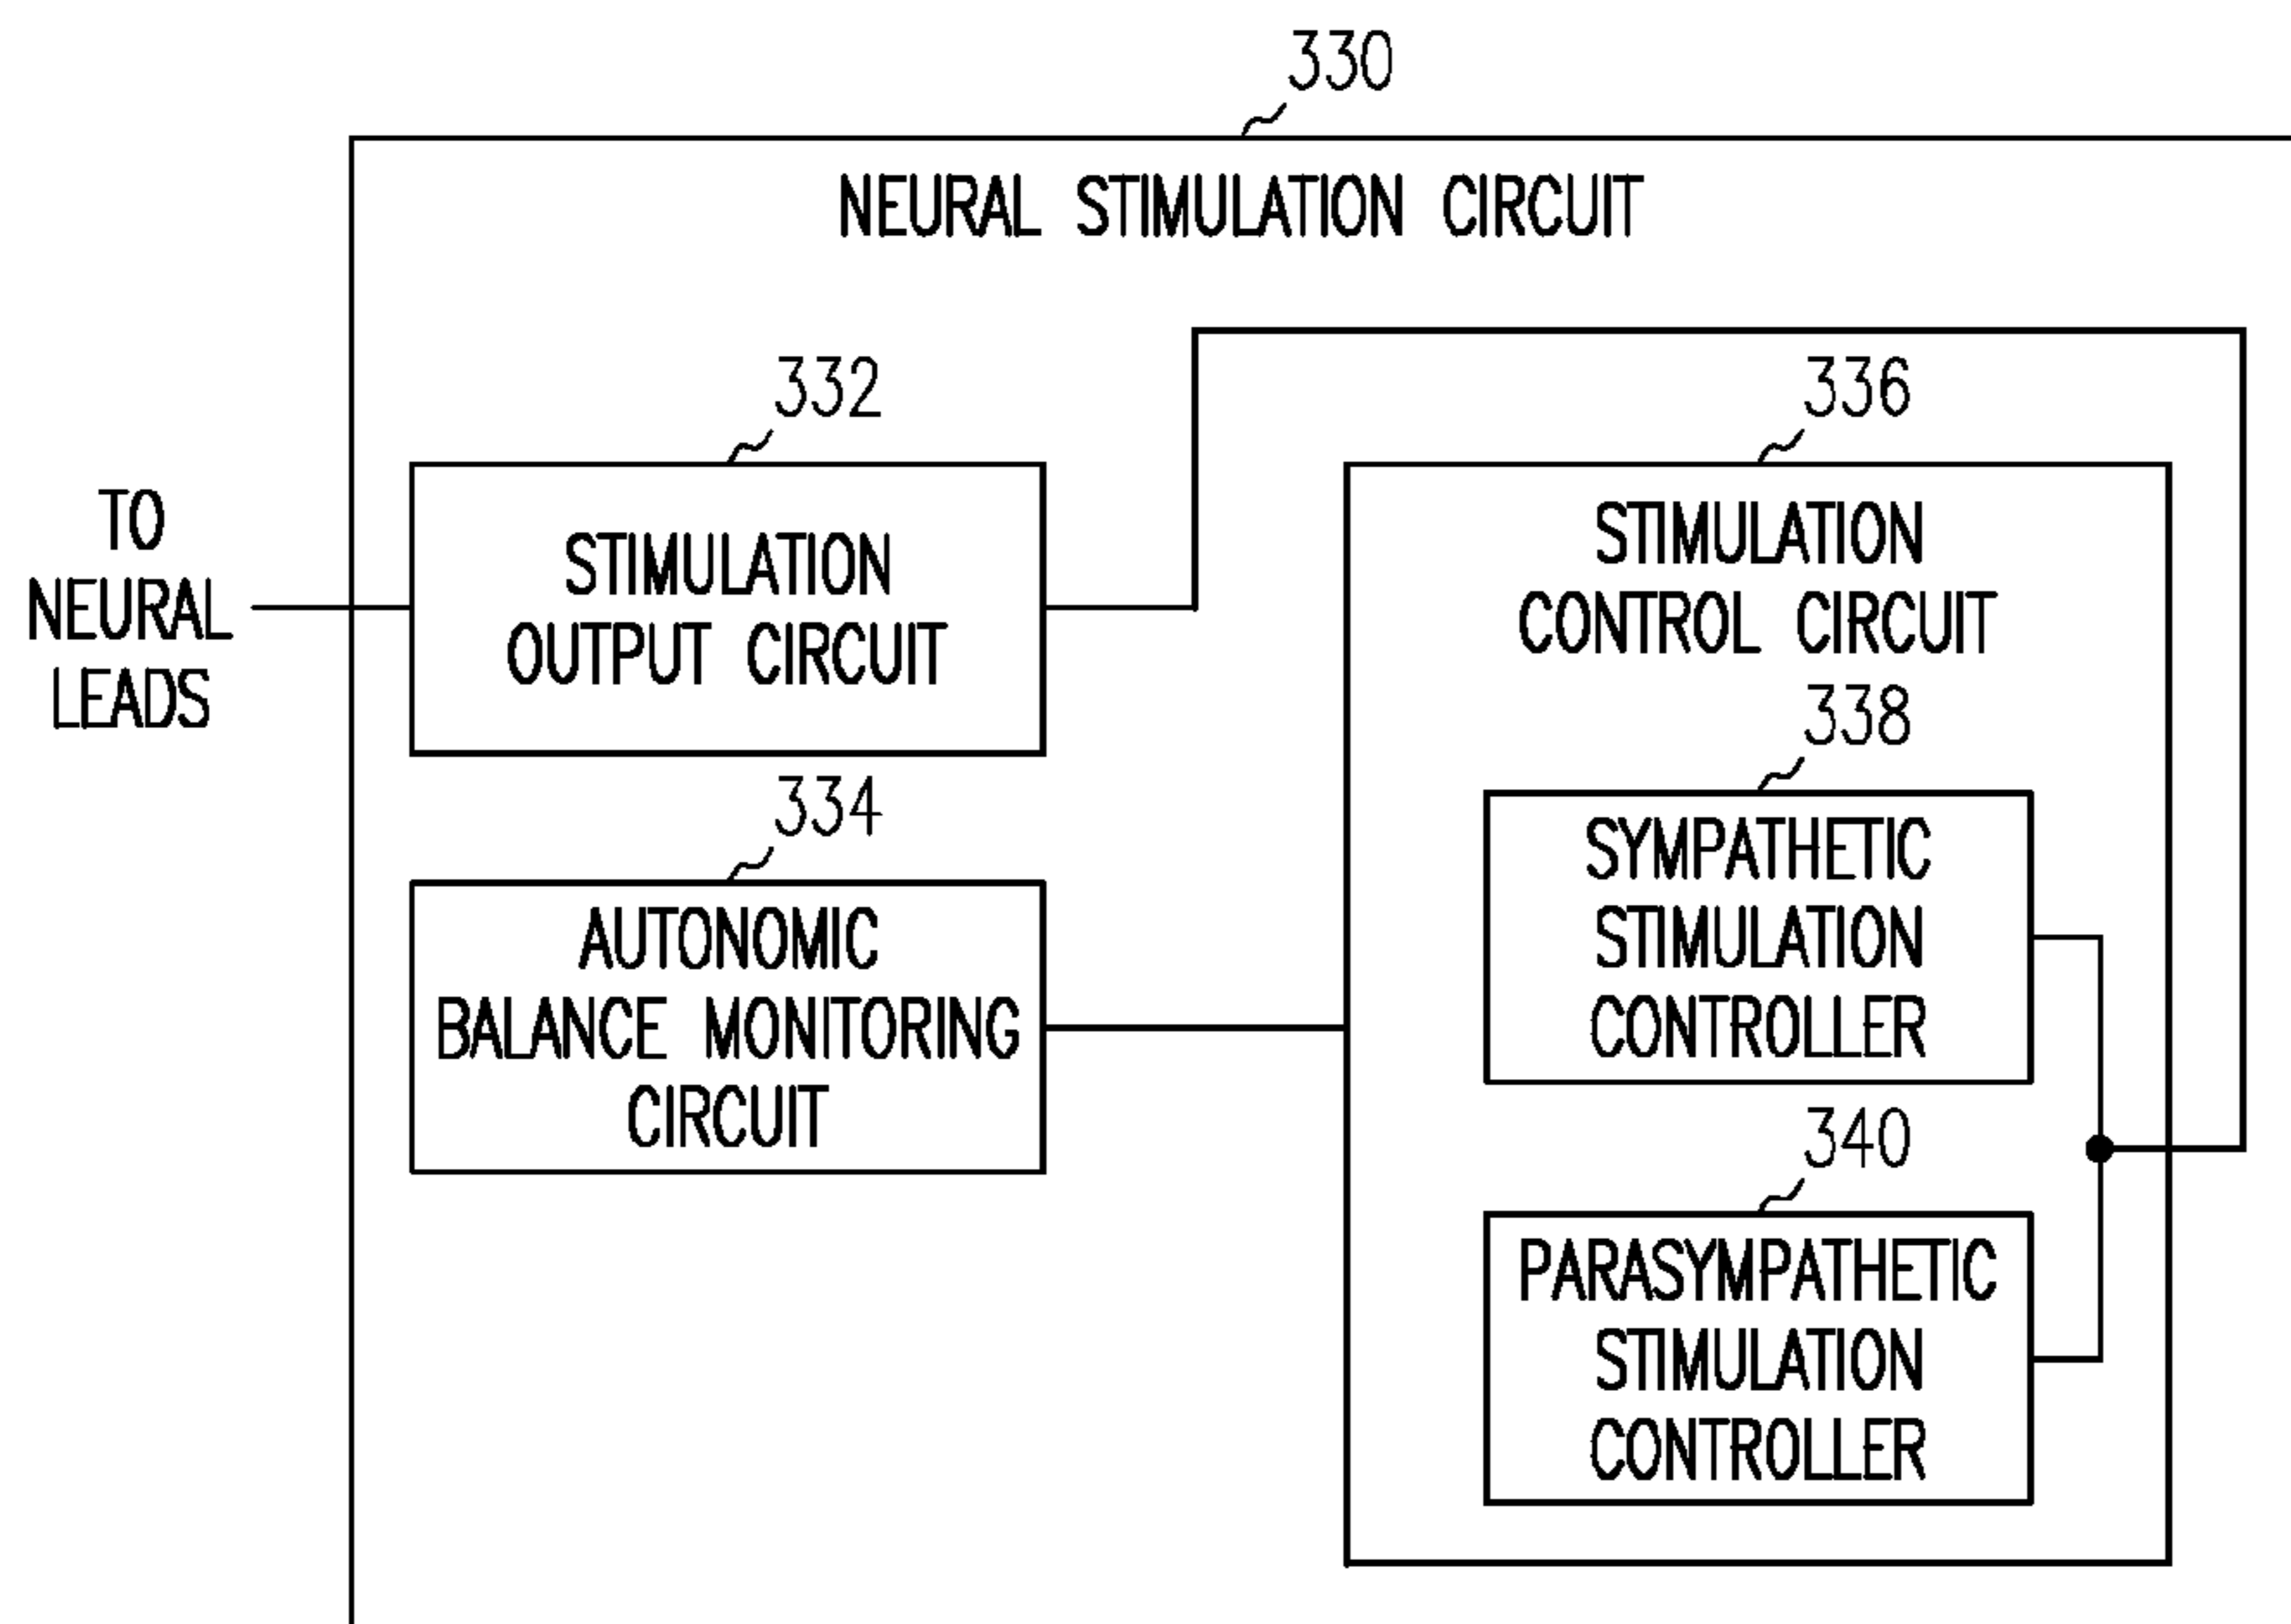 330
NEURAL STIMULATION CIRCUIT
332
336
TO
NEURAL
LEADS
STIMULATION
OUTPUT CIRCUIT
STIMULATION
CONTROL CIRCUIT
334
338
AUTONOMIC
BALANCE MONITORING
CIRCUIT
SYMPATHETIC
STIMULATION
CONTROLLER
340
PARASYMPATHETIC
STIMULATION
CONTROLLER